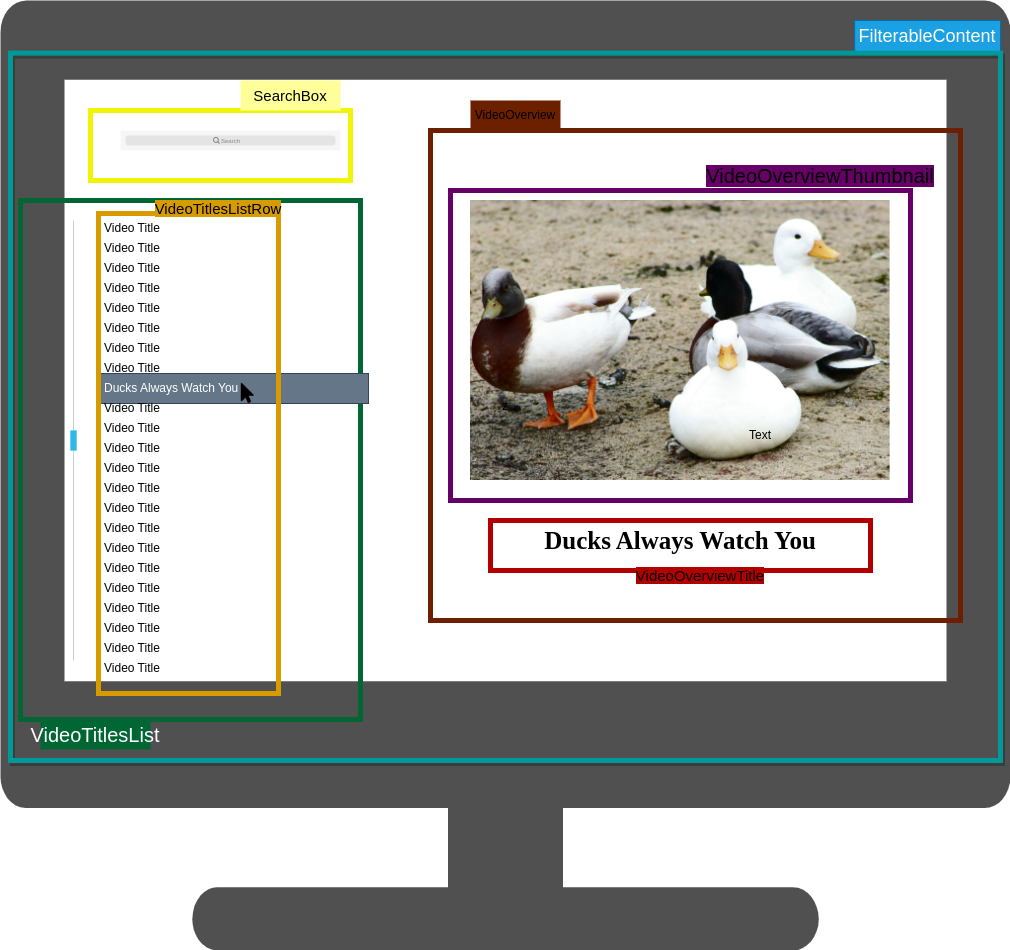 FilterableContent
SearchBox
Search
VideoOverview
VideoOverviewThumbnail
VideoTitlesListRow
Video Title
Video Title
Video Title
Video Title
Video Title
Video Title
Video Title
Video Title
Ducks Always Watch You
Video Title
Video Title
Video Title
Video Title
Video Title
Video Title
Video Title
Video Title
Video Title
Video Title
Video Title
Video Title
Video Title
Video Title
Text
Ducks Always Watch You
VideoOverviewTitle
VideoTitlesList